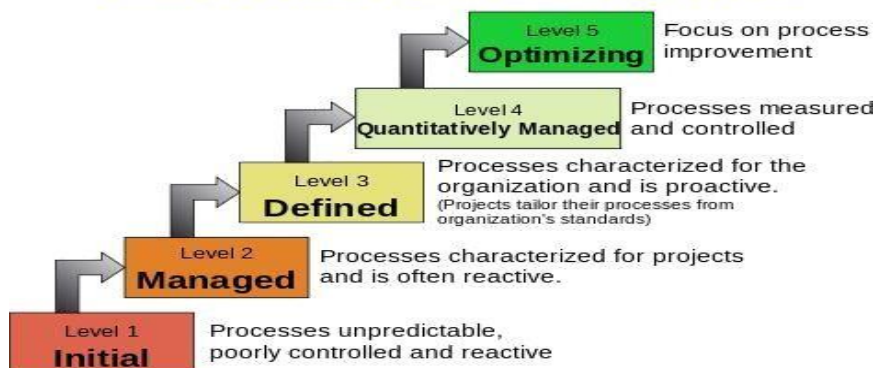 Level 5
Optimizing
Focus on process
improvement
Level 4
Quantitatively Managed
Processes measured
and controlled
Level 3
Defined
Processes characterized for the
organization and is proactive.
(Projects tailor their processes from
organization's standards)
Level 2
Managed
Processes characterized for projects
and is often reactive.
Level 1
Initial
Processes unpredictable,
poorly controlled and reactive